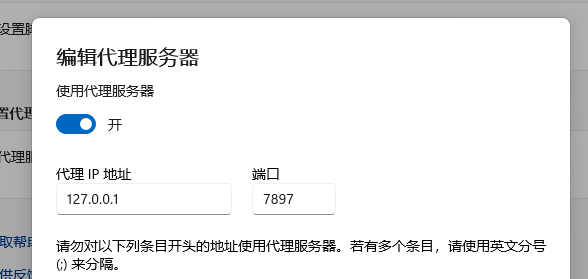 设置
编辑代理服务器
使用代理服务器
开
置代理
代理服
代理 IP 地址
端口
127.0.0.1
7897
取帮助
请勿对以下列条目开头的地址使用代理服务器。若有多个条目，请使用英文分号
(;) 来分隔。
供反馈